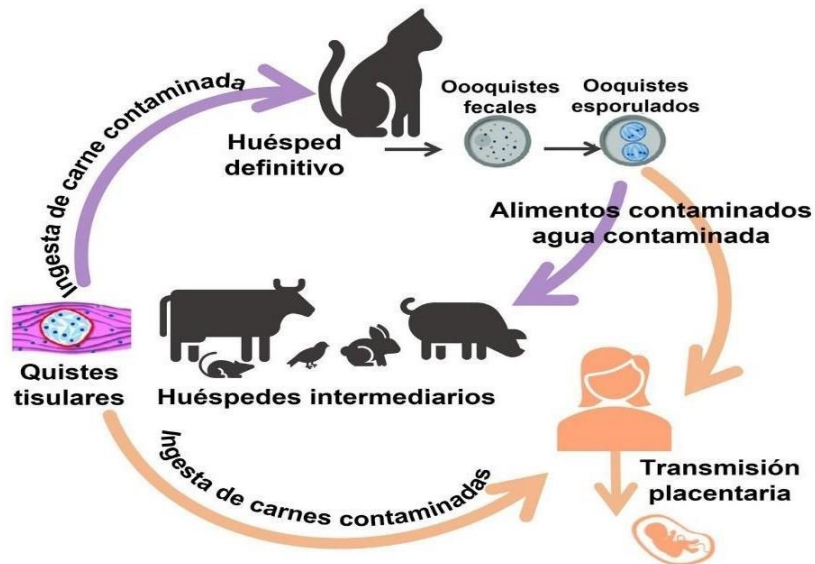 Ingesta de carne contaminada
Huésped
definitivo
Oooquistes
fecales
Ooquistes
esporulados
Alimentos contaminados
agua contaminada
Quistes
tisulares
Huéspedes intermediarios
Ingesta de carnes contaminadas
Transmisión
placentaria